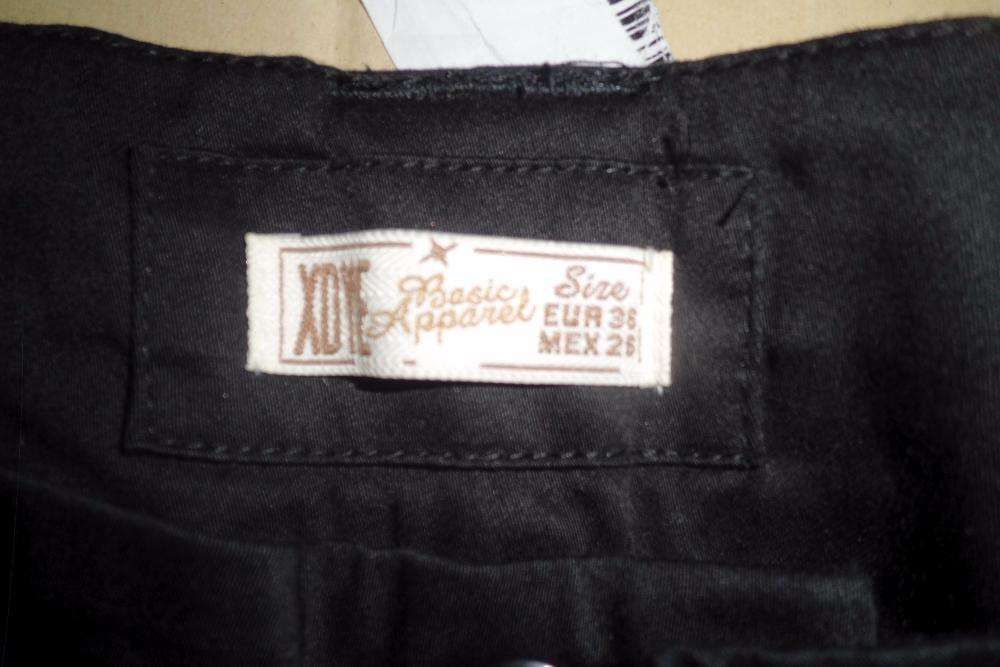 XDYE
Basic
Apparel
Size
EUR 36
MEX 26